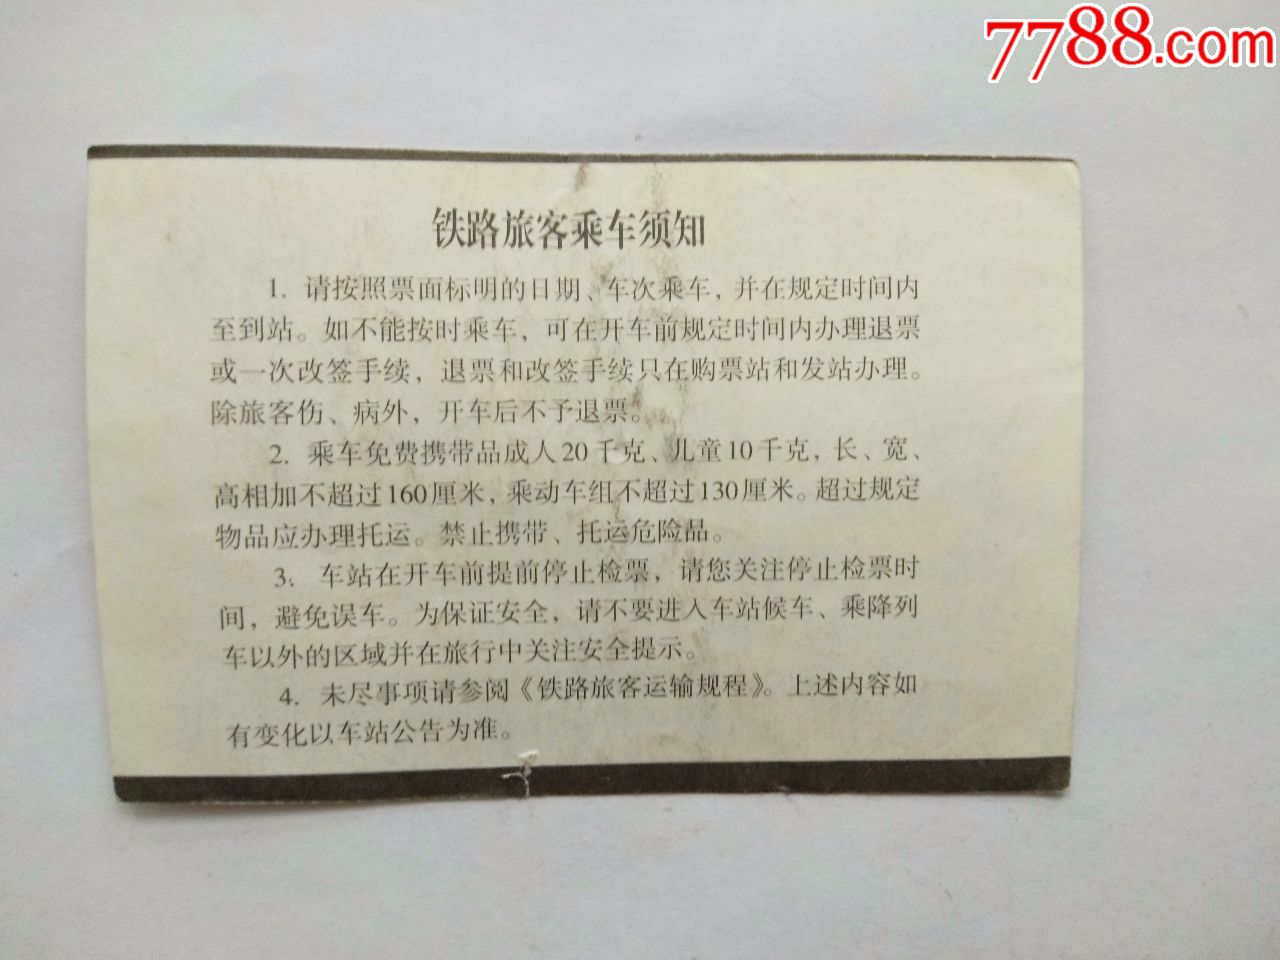 7788.com
铁路旅客乘车须知
1. 请按照票面标明的日期、车次乘车，并在规定时间内
至到站。如不能按时乘车，可在开车前规定时间内办理退票
或一次改签手续，退票和改签手续只在购票站和发站办理。
除旅客伤、病外，开车后不予退票。
2. 乘车免费携带品成人20千克、儿童10千克，长、宽、
高相加不超过160厘米，乘动车组不超过130厘米。超过规定
物品应办理托运。禁止携带、托运危险品。
3. 车站在开车前提前停止检票，请您关注停止检票时
间，避免误车。为保证安全，请不要进入车站候车、乘降列
车以外的区域并在旅行中关注安全提示。
4. 未尽事项请参阅《铁路旅客运输规程》。上述内容如
有变化以车站公告为准。